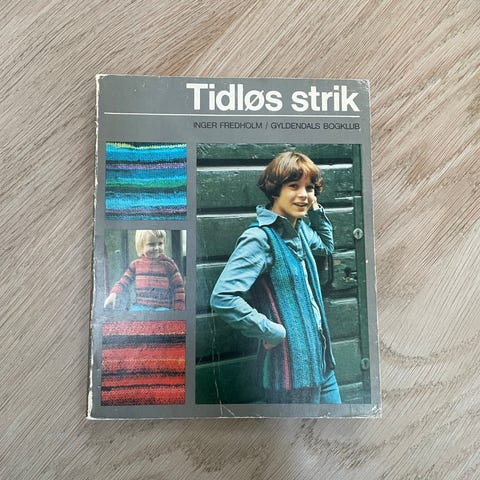 Tidløs strik
INGER FREDHOLM / GYLDENDALS BOGKLUB